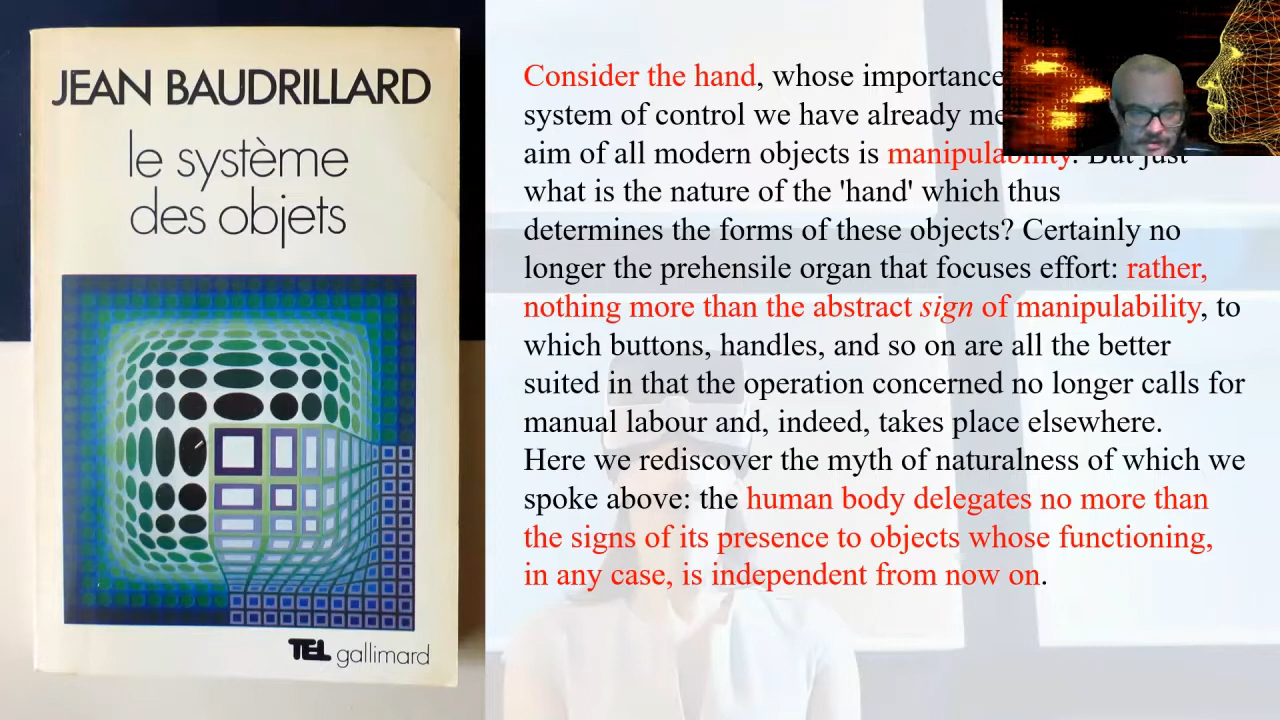 JEAN BAUDRILLARD
le système
des objets
TEL gallimard
Consider the hand, whose importance
system of control we have already
aim of all modern objects is manipulability. But just
what is the nature of the 'hand' which thus
determines the forms of these objects? Certainly no
longer the prehensile organ that focuses effort: rather,
nothing more than the abstract sign of manipulability, to
which buttons, handles, and so on are all the better
suited in that the operation concerned no longer calls for
manual labour and, indeed, takes place elsewhere.
Here we rediscover the myth of naturalness of which we
spoke above: the human body delegates no more than
the signs of its presence to objects whose functioning,
in any case, is independent from now on.